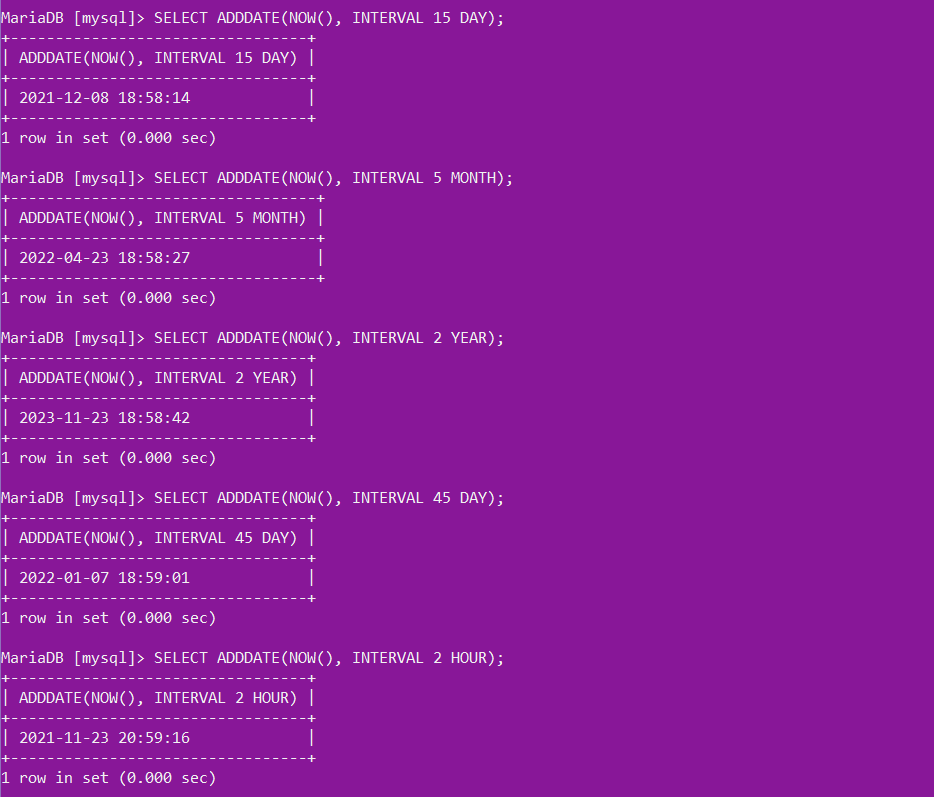 MariaDB [mysql]> SELECT ADDDATE(NOW(), INTERVAL 15 DAY);
+---------------------------------+
| ADDDATE(NOW(), INTERVAL 15 DAY) |
+---------------------------------+
| 2021-12-08 18:58:14             |
+---------------------------------+
1 row in set (0.000 sec)

MariaDB [mysql]> SELECT ADDDATE(NOW(), INTERVAL 5 MONTH);
+----------------------------------+
| ADDDATE(NOW(), INTERVAL 5 MONTH) |
+----------------------------------+
| 2022-04-23 18:58:27              |
+----------------------------------+
1 row in set (0.000 sec)

MariaDB [mysql]> SELECT ADDDATE(NOW(), INTERVAL 2 YEAR);
+---------------------------------+
| ADDDATE(NOW(), INTERVAL 2 YEAR) |
+---------------------------------+
| 2023-11-23 18:58:42             |
+---------------------------------+
1 row in set (0.000 sec)

MariaDB [mysql]> SELECT ADDDATE(NOW(), INTERVAL 45 DAY);
+---------------------------------+
| ADDDATE(NOW(), INTERVAL 45 DAY) |
+---------------------------------+
| 2022-01-07 18:59:01             |
+---------------------------------+
1 row in set (0.000 sec)

MariaDB [mysql]> SELECT ADDDATE(NOW(), INTERVAL 2 HOUR);
+---------------------------------+
| ADDDATE(NOW(), INTERVAL 2 HOUR) |
+---------------------------------+
| 2021-11-23 20:59:16             |
+---------------------------------+
1 row in set (0.000 sec)